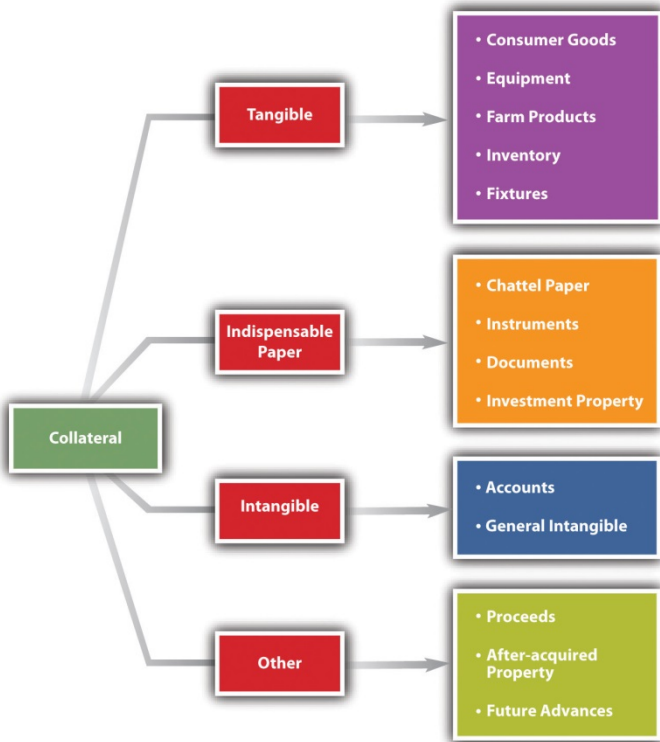 Collateral
Tangible
• Consumer Goods
• Equipment
• Farm Products
• Inventory
• Fixtures
Indispensable
Paper
• Chattel Paper
• Instruments
• Documents
• Investment Property
Intangible
• Accounts
• General Intangible
Other
• Proceeds
• After-acquired
Property
• Future Advances